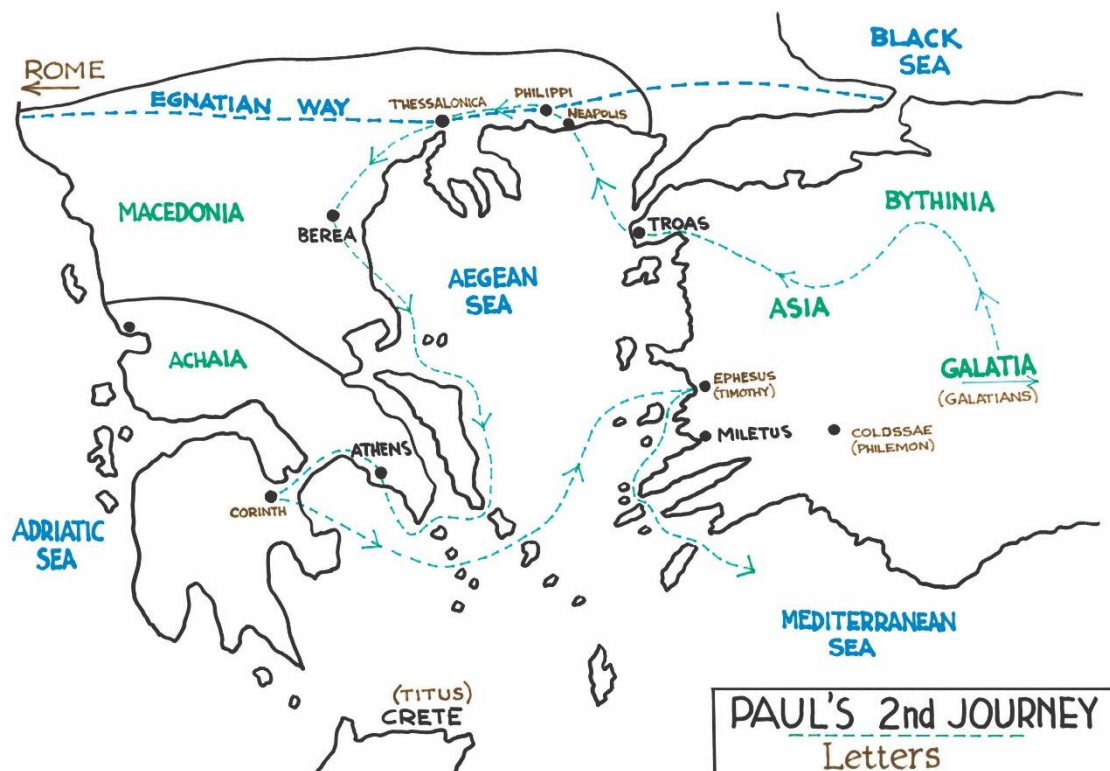 BLACK
SEA
ROME
EGNATIAN WAY
THESSALONICA
PHILIPPI
NEAPOLIS
MACEDONIA
BEREA
TROAS
BYTHINIA
AEGEAN
SEA
ASIA
ACHAIA
GALATIA
(GALATIANS)
EPHESUS
(TIMOTHY)
MILETUS
COLOSSAE
(PHILEMON)
ATHENS
CORINTH
ADRIATIC
SEA
MEDITERRANEAN
SEA
(TITUS)
CRETE
PAUL'S 2nd JOURNEY
Letters